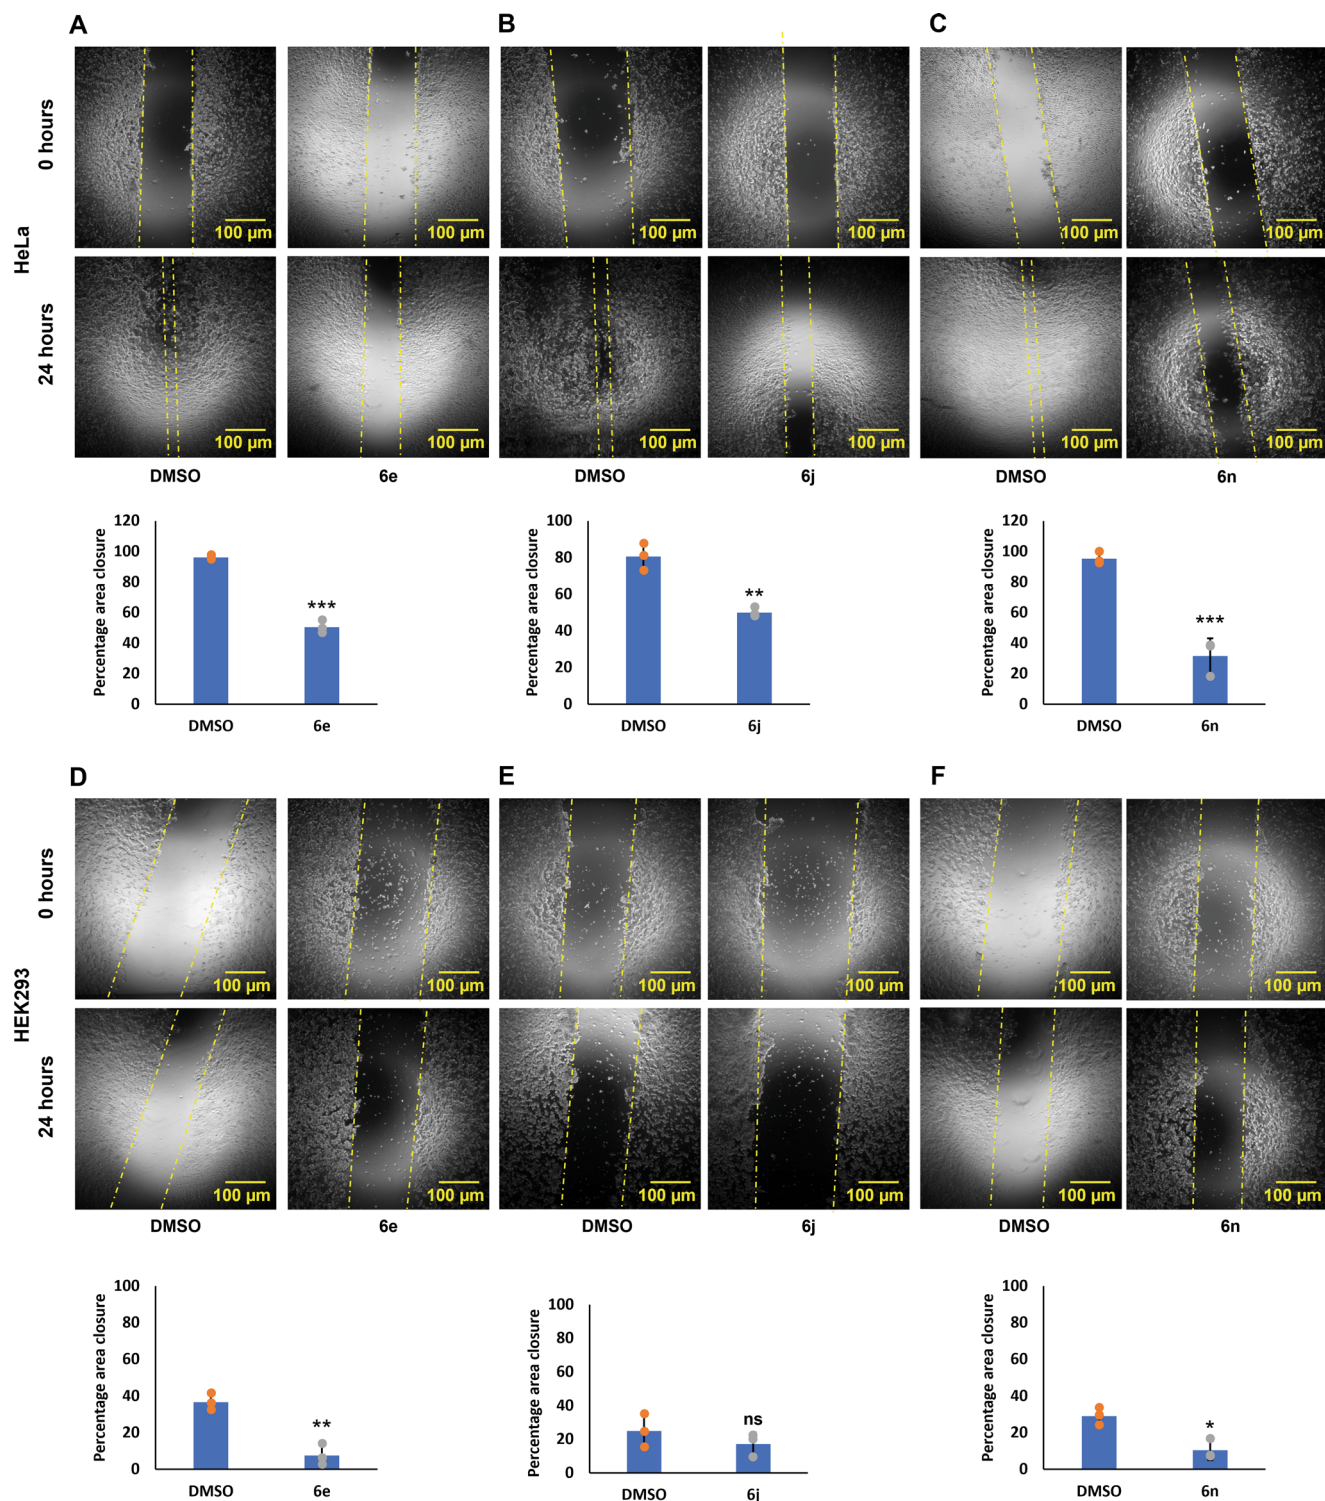 A B C
0 hours
100 µm 100 µm 100 µm 100 µm 100 µm 100 µm
HeLa
24 hours
100 µm 100 µm 100 µm 100 µm 100 µm 100 µm
DMSO 6e DMSO 6j DMSO 6n
Percentage area closure
120
100
80
60
40
20
0
***
DMSO 6e
Percentage area closure
100
80
60
40
20
0
**
DMSO 6j
Percentage area closure
120
100
80
60
40
20
0
***
DMSO 6n
D E F
0 hours
100 µm 100 µm 100 µm 100 µm 100 µm 100 µm
HEK293
24 hours
100 µm 100 µm 100 µm 100 µm 100 µm 100 µm
DMSO 6e DMSO 6j DMSO 6n
Percentage area closure
100
80
60
40
20
0
**
DMSO 6e
Percentage area closure
100
80
60
40
20
0
ns
DMSO 6j
Percentage area closure
100
80
60
40
20
0
*
DMSO 6n